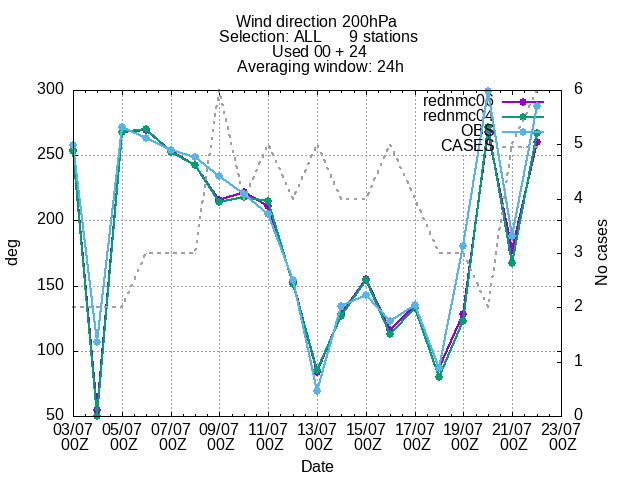 Wind direction 200hPa
Selection: ALL 9 stations
Used 00 + 24
Averaging window: 24h
300
250
200
150
100
50
deg
6
5
4
3
2
1
0
No cases
rednmc06
rednmc04
OBS
CASES
03/07 05/07 07/07 09/07 11/07 13/07 15/07 17/07 19/07 21/07 23/07
00Z 00Z 00Z 00Z 00Z 00Z 00Z 00Z 00Z 00Z 00Z
Date